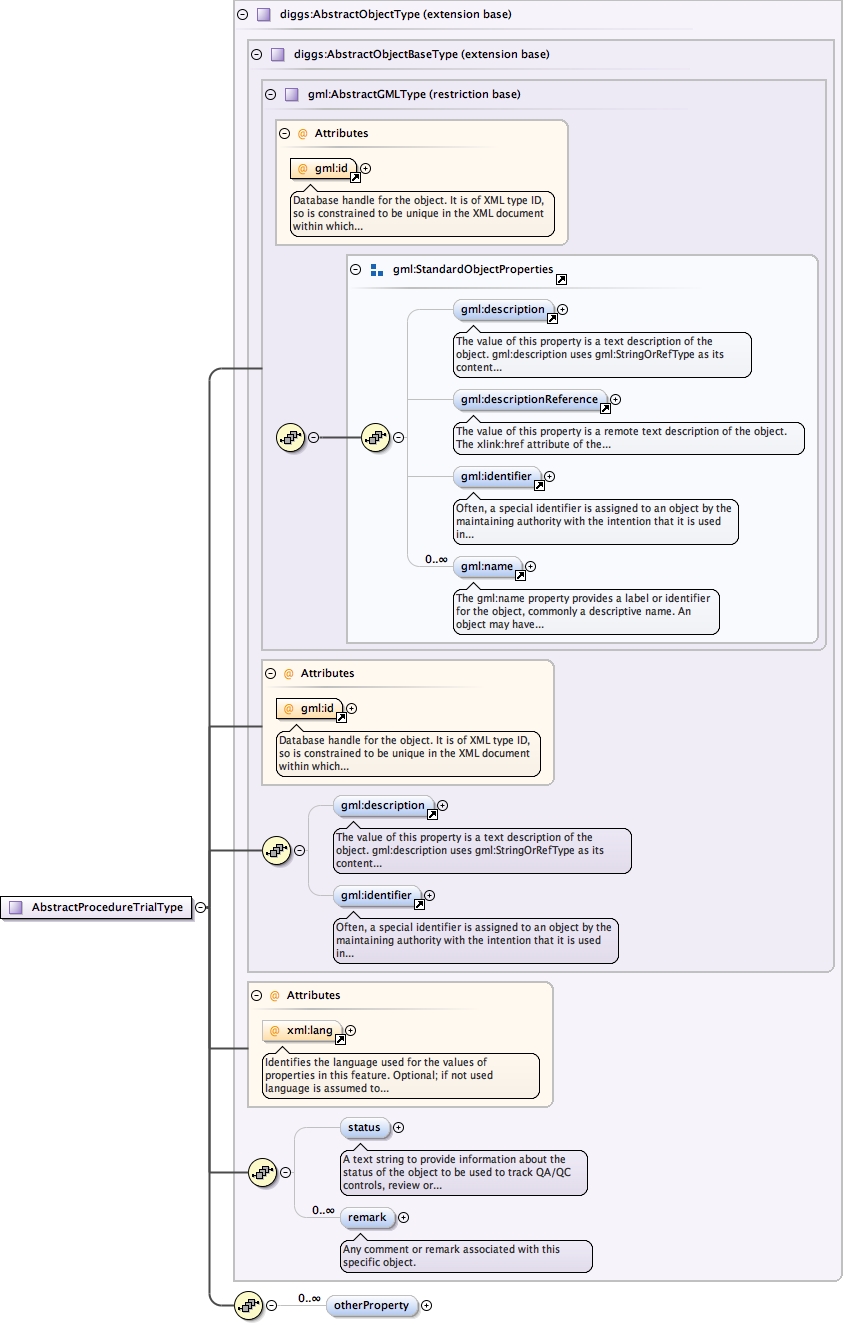 diggs:AbstractObjectType (extension base)
diggs:AbstractObjectBaseType (extension base)
gml:AbstractGMLType (restriction base)
@ Attributes
@ gml:id
Database handle for the object. It is of XML type ID,
so is constrained to be unique in the XML document
within which...
gml:StandardObjectProperties
gml:description
The value of this property is a text description of the
object. gml:description uses gml:StringOrRefType as its
content...
gml:descriptionReference
The value of this property is a remote text description of the object.
The xlink:href attribute of the...
gml:identifier
Often, a special identifier is assigned to an object by the
maintaining authority with the intention that it is used
in...
0..∞
gml:name
The gml:name property provides a label or identifier
for the object, commonly a descriptive name. An
object may have...
@ Attributes
@ gml:id
Database handle for the object. It is of XML type ID,
so is constrained to be unique in the XML document
within which...
gml:description
The value of this property is a text description of the
object. gml:description uses gml:StringOrRefType as its
content...
gml:identifier
Often, a special identifier is assigned to an object by the
maintaining authority with the intention that it is used
in...
AbstractProcedureTrialType
@ Attributes
@ xml:lang
Identifies the language used for the values of
properties in this feature. Optional; if not used
language is assumed to...
status
A text string to provide information about the
status of the object to be used to track QA/QC
controls, review or...
0..∞
remark
Any comment or remark associated with this
specific object.
0..∞
otherProperty